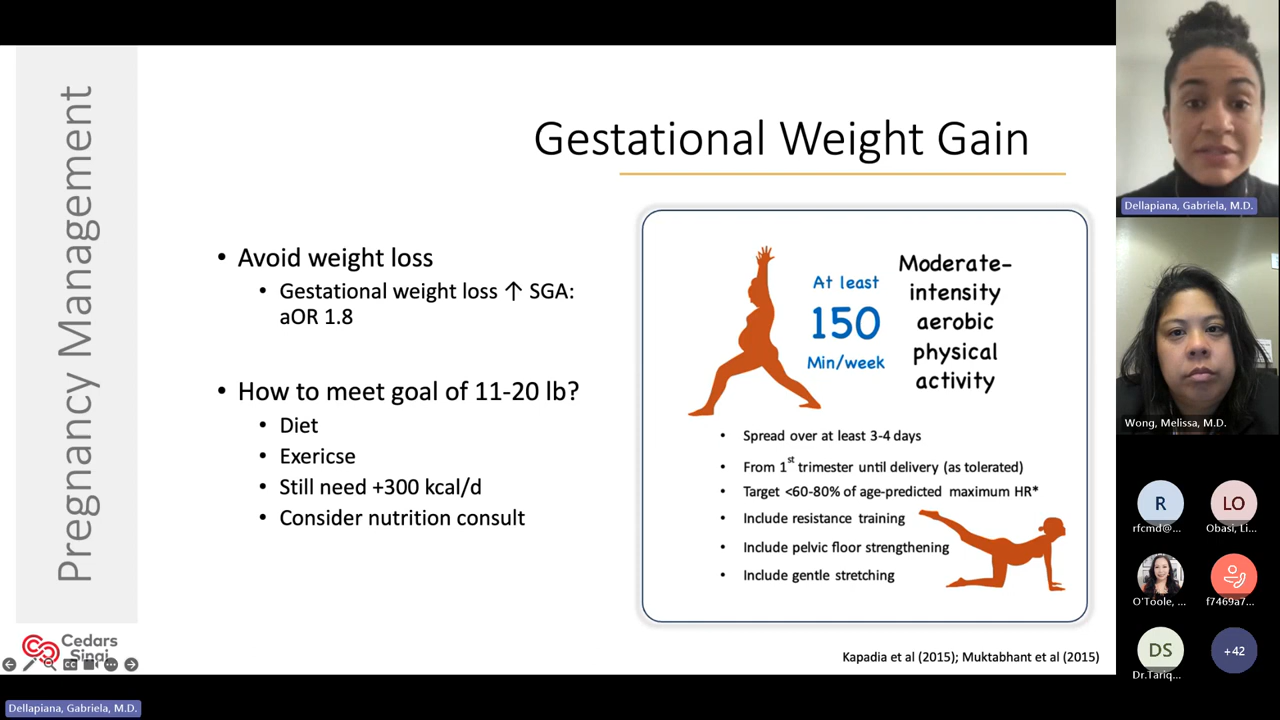 Pregnancy Management
Gestational Weight Gain
• Avoid weight loss
• Gestational weight loss ↑ SGA:
aOR 1.8
• How to meet goal of 11-20 lb?
• Diet
• Exericse
• Still need +300 kcal/d
• Consider nutrition consult
At least
150
Min/week
Moderate-
intensity
aerobic
physical
activity
• Spread over at least 3-4 days
• From 1st trimester until delivery (as tolerated)
• Target <60-80% of age-predicted maximum HR*
• Include resistance training
• Include pelvic floor strengthening
• Include gentle stretching
Kapadia et al (2015); Muktabhant et al (2015)
Cedars
Sinai
CC
Dellapiana, Gabriela, M.D.
Dellapiana, Gabriela, M.D.
Wong, Melissa, M.D.
R
rfcmd@...
LO
Obasi, Li...
O'Toole, ...
f7469a7...
DS
Dr.Tariq...
+42